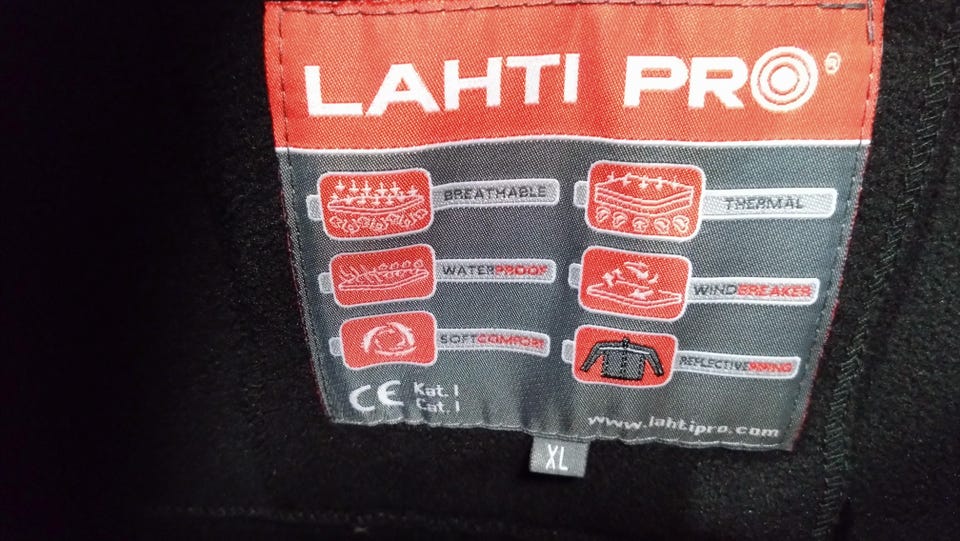 LAHTI PRO®
BREATHABLE
THERMAL
WATERPROOF
WINDBREAKER
SOFTCOMFORT
REFLECTIVEPIPING
CE Kat. I
Cat. I
www.lahtipro.com
XL